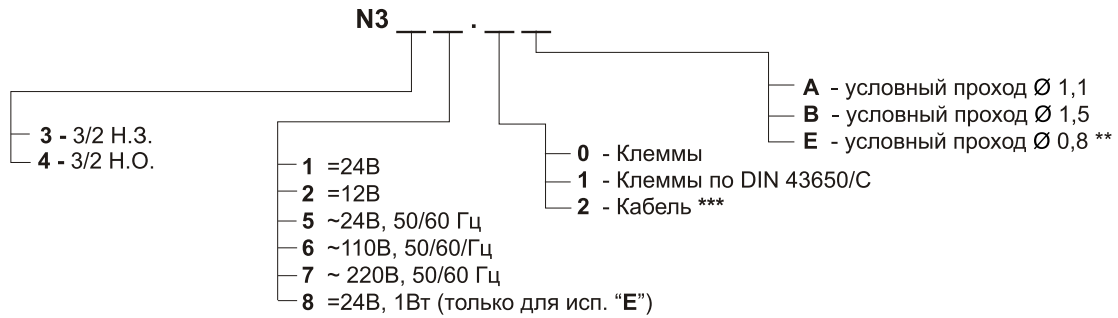 N3 __ __ . __ __
3 - 3/2 Н.З.
4 - 3/2 Н.О.
1 =24В
2 =12В
5 ~24В, 50/60 Гц
6 ~110В, 50/60/Гц
7 ~ 220В, 50/60 Гц
8 =24В, 1Вт (только для исп. “Е”)
0 - Клеммы
1 - Клеммы по DIN 43650/C
2 - Кабель ***
A - условный проход Ø 1,1
B - условный проход Ø 1,5
E - условный проход Ø 0,8 **